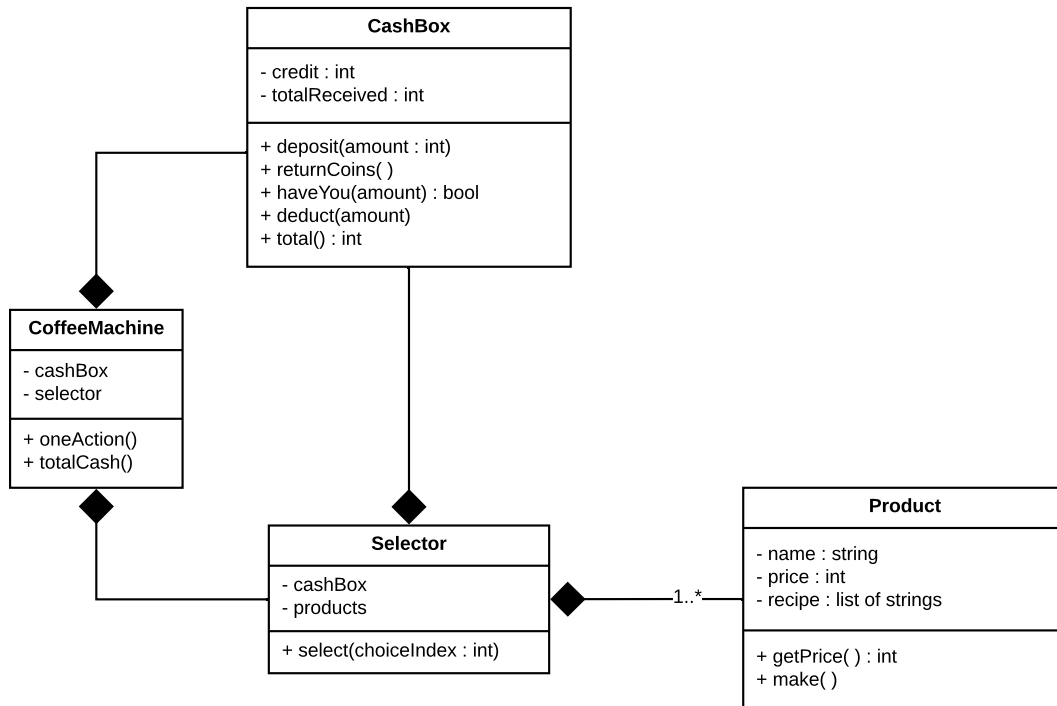 CashBox
- credit : int
- totalReceived : int
+ deposit(amount : int)
+ returnCoins( )
+ haveYou(amount) : bool
+ deduct(amount)
+ total() : int
CoffeeMachine
- cashBox
- selector
+ oneAction()
+ totalCash()
Selector
- cashBox
- products
+ select(choiceIndex : int)
1..*
Product
- name : string
- price : int
- recipe : list of strings
+ getPrice( ) : int
+ make( )